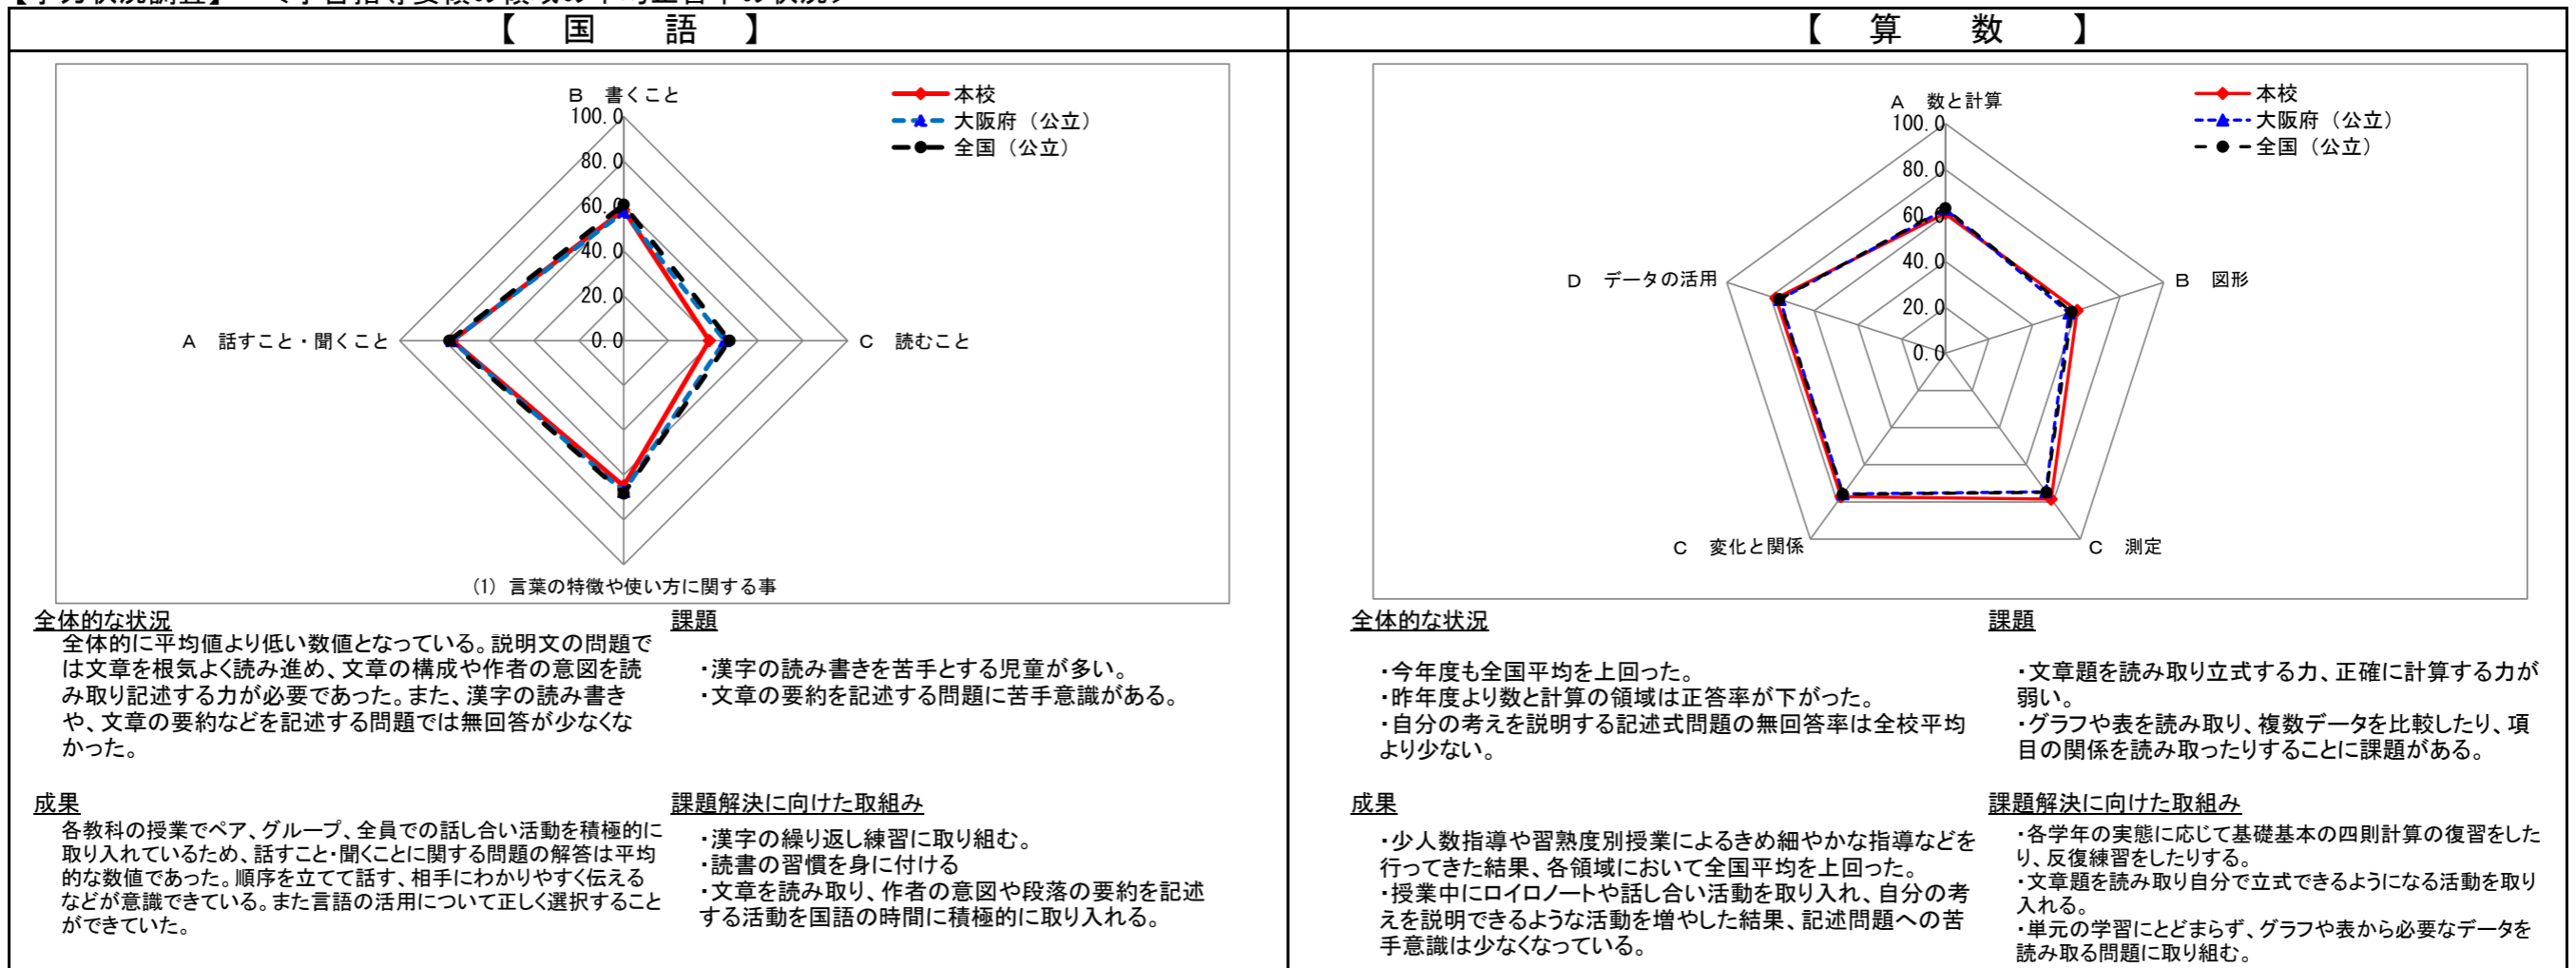 【 国 語 】
B 書くこと
100.0
80.0
60.0
40.0
20.0
0.0
本校
大阪府（公立）
全国（公立）
A 話すこと・聞くこと
C 読むこと
(1) 言葉の特徴や使い方に関する事
全体的な状況
全体的に平均値より低い数値となっている。説明文の問題で
は文章を根気よく読み進め、文章の構成や作者の意図を読
み取り記述する力が必要であった。また、漢字の読み書き
や、文章の要約などを記述する問題では無回答が少なくな
かった。
課題
・漢字の読み書きを苦手とする児童が多い。
・文章の要約を記述する問題に苦手意識がある。
成果
各教科の授業でペア、グループ、全員での話し合い活動を積極的に
取り入れているため、話すこと・聞くことに関する問題の解答は平均
的な数値であった。順序を立てて話す、相手にわかりやすく伝える
などが意識できている。また言語の活用について正しく選択すること
ができていた。
課題解決に向けた取組み
・漢字の繰り返し練習に取り組む。
・読書の習慣を身に付ける
・文章を読み取り、作者の意図や段落の要約を記述
する活動を国語の時間に積極的に取り入れる。
【 算 数 】
A 数と計算
100.0
80.0
60.0
40.0
20.0
0.0
本校
大阪府（公立）
全国（公立）
D データの活用
B 図形
C 変化と関係
C 測定
全体的な状況
・今年度も全国平均を上回った。
・昨年度より数と計算の領域は正答率が下がった。
・自分の考えを説明する記述式問題の無回答率は全校平均
より少ない。
課題
・文章題を読み取り立式する力、正確に計算する力が
弱い。
・グラフや表を読み取り、複数データを比較したり、項
目の関係を読み取ったりすることに課題がある。
成果
・少人数指導や習熟度別授業によるきめ細やかな指導などを
行ってきた結果、各領域において全国平均を上回った。
・授業中にロイロノートや話し合い活動を取り入れ、自分の考
えを説明できるような活動を増やした結果、記述問題への苦
手意識は少なくなっている。
課題解決に向けた取組み
・各学年の実態に応じて基礎基本の四則計算の復習をした
り、反復練習をしたりする。
・文章題を読み取り自分で立式できるようになる活動を取り
入れる。
・単元の学習にとどまらず、グラフや表から必要なデータを
読み取る問題に取り組む。